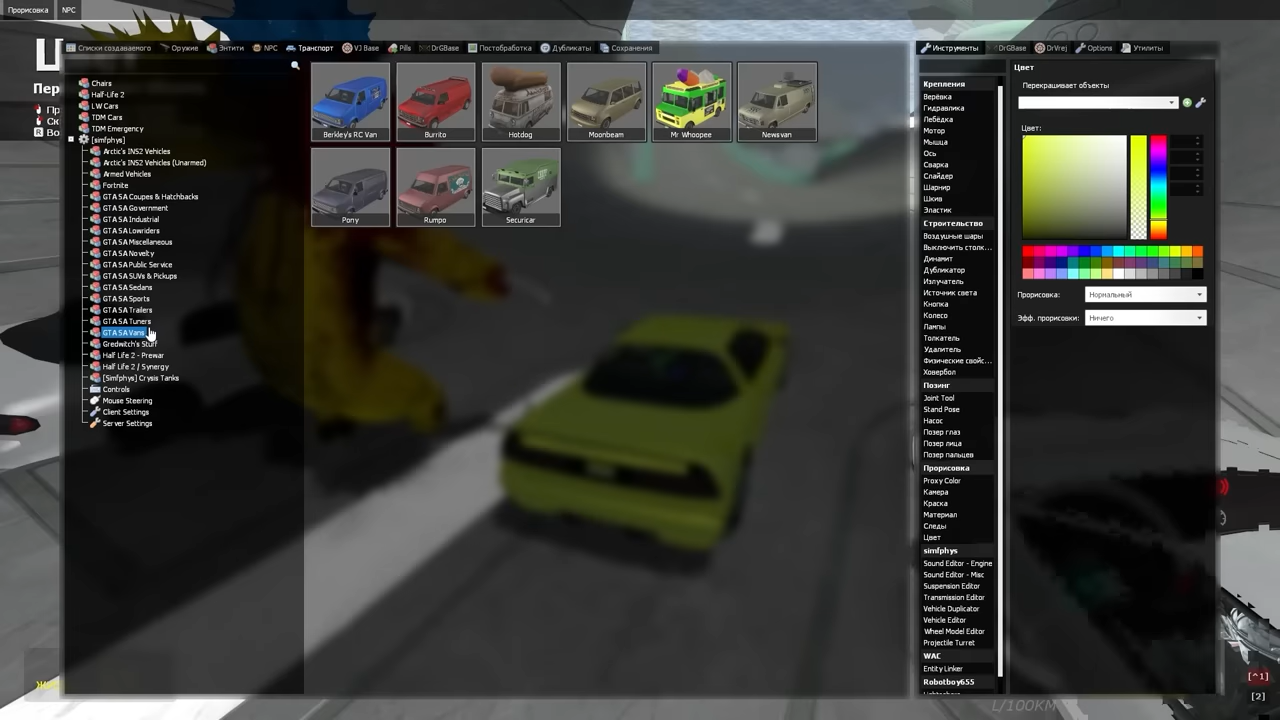 Прорисовка NPC
Списки создаваемого Оружие Энтити NPC Транспорт VJ Base Pills DrGBase Постобработка Дубликаты Сохранения
Chairs
Half-Life 2
LW Cars
TDM Cars
TDM Emergency
[simfphys]
Arctic's INS2 Vehicles
Arctic's INS2 Vehicles (Unarmed)
Armed Vehicles
Fortnite
GTA SA Coupes & Hatchbacks
GTA SA Government
GTA SA Industrial
GTA SA Lowriders
GTA SA Miscellaneous
GTA SA Novelty
GTA SA Public Service
GTA SA SUVs & Pickups
GTA SA Sedans
GTA SA Sports
GTA SA Trailers
GTA SA Tuners
GTA SA Vans
Gredwitch's Stuff
Half Life 2 - Prewar
Half Life 2 / Synergy
[Simfphys] Crysis Tanks
Controls
Mouse Steering
Client Settings
Server Settings
Berkley's RC Van Burrito Hotdog Moonbeam Mr Whoopee Newsvan
Pony Rumpo Securicar
Инструменты DrGBase DrVrej Options Утилиты
Крепления
Верёвка
Гидравлика
Лебёдка
Мотор
Мышца
Ось
Сварка
Слайдер
Шарнир
Шкив
Эластик
Строительство
Воздушные шары
Выключить столк...
Динамит
Дубликатор
Излучатель
Источник света
Кнопка
Колесо
Лампы
Толкатель
Удалитель
Физические свойс...
Ховербол
Позинг
Joint Tool
Stand Pose
Насос
Позер глаз
Позер лица
Позер пальцев
Прорисовка
Proxy Color
Камера
Краска
Материал
Следы
Цвет
simfphys
Sound Editor - Engine
Sound Editor - Misc
Suspension Editor
Transmission Editor
Vehicle Duplicator
Vehicle Editor
Wheel Model Editor
Projectile Turret
WAC
Entity Linker
Robotboy655
Цвет
Перекрашивает объекты
Цвет:
Прорисовка: Нормальный
Эфф. прорисовки: Ничего
Пер
[^1]
[2]
L/100KM